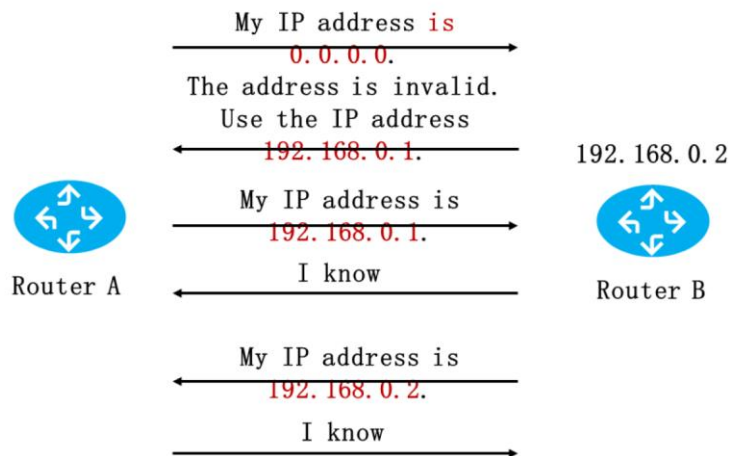 My IP address is
0.0.0.0.
The address is invalid.
Use the IP address
192.168.0.1.
192.168.0.2
My IP address is
192.168.0.1.
Router A
I know
Router B
My IP address is
192.168.0.2.
I know